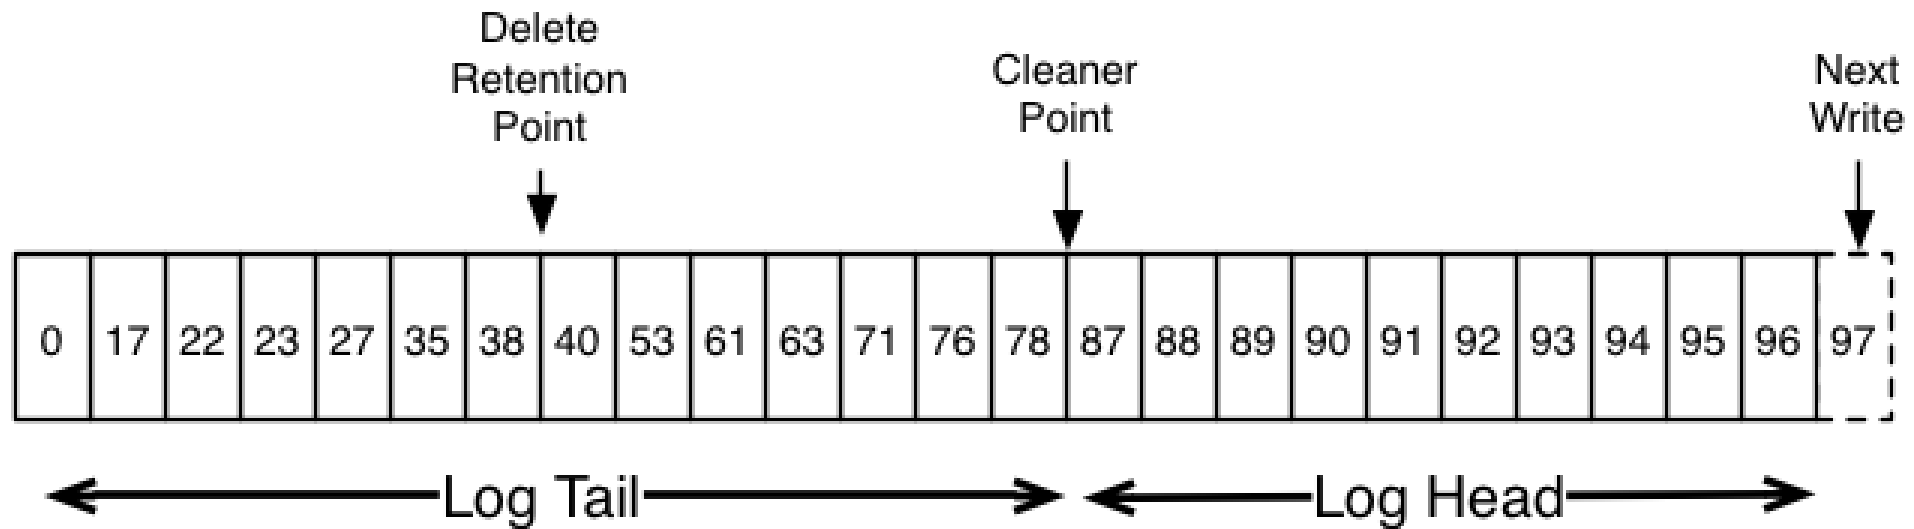 Delete
Retention
Point
Cleaner
Point
Next
Write
0 17 22 23 27 35 38 40 53 61 63 71 76 78 87 88 89 90 91 92 93 94 95 96 97
Log Tail Log Head